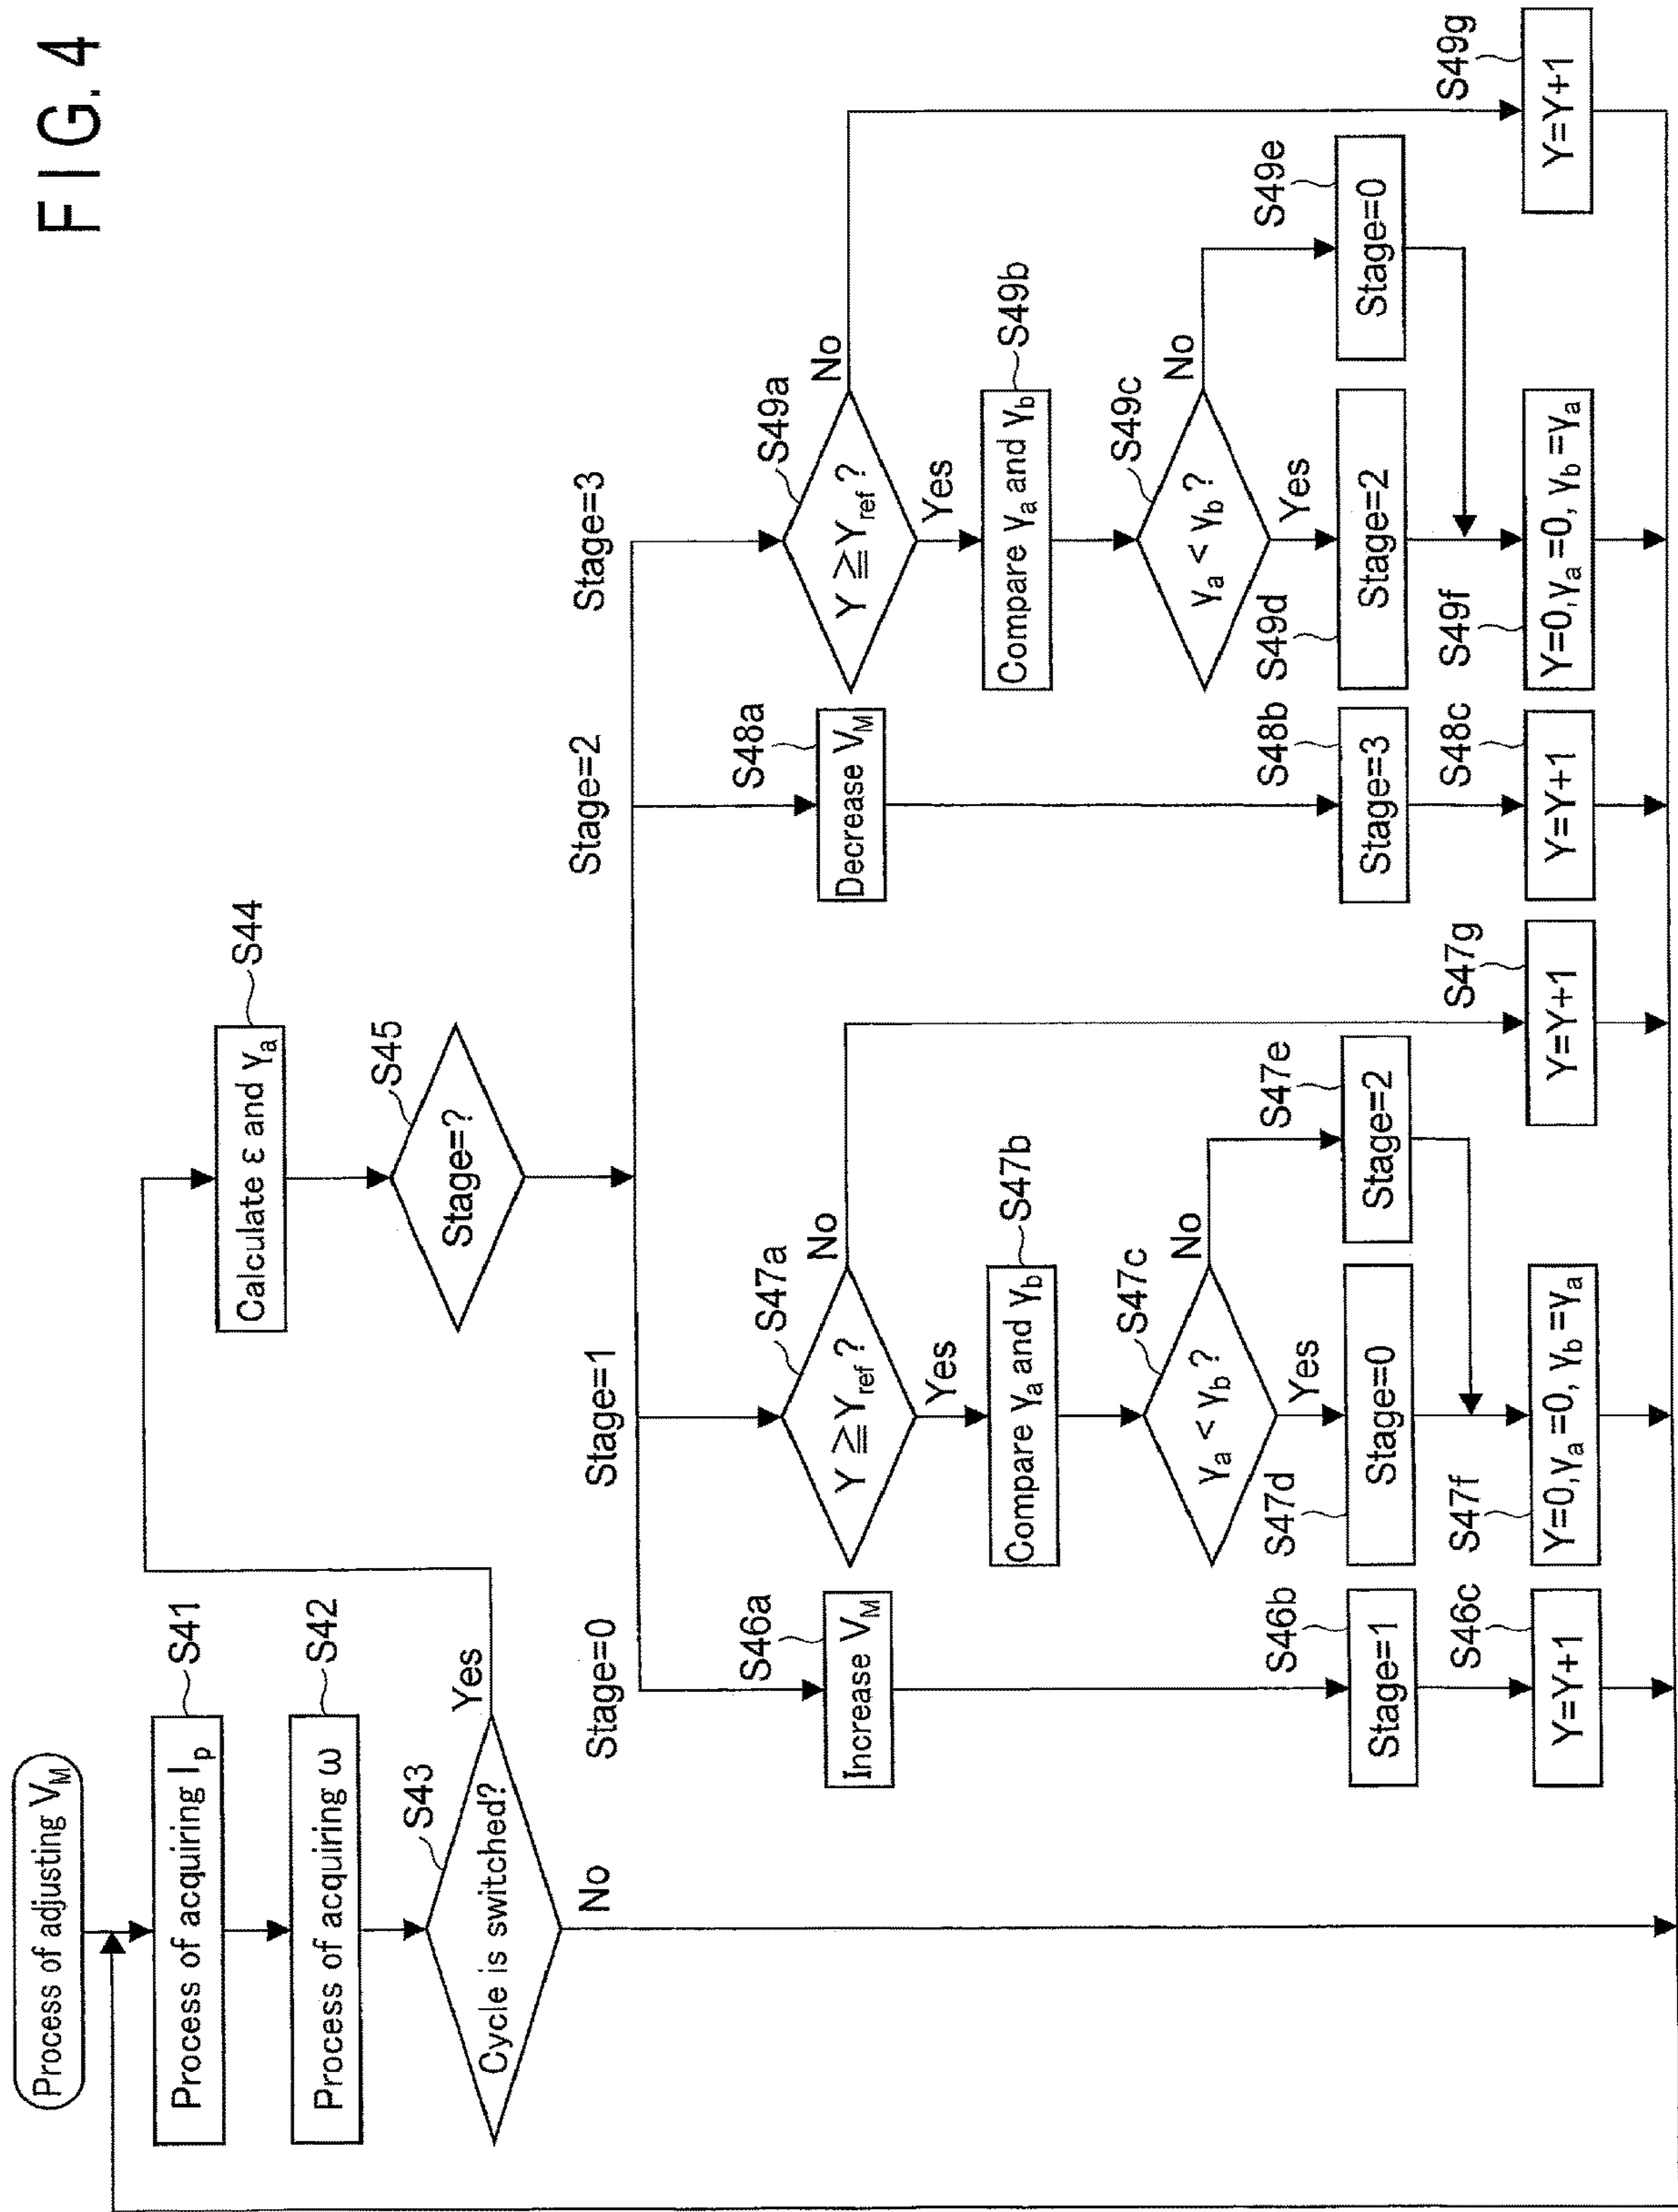 FIG. 4
Process of adjusting V_M
Process of acquiring I_p
S41
Process of acquiring ω
S42
Cycle is switched?
S43
Yes
No
Calculate ε and γ_a
S44
Stage=?
S45
Stage=0
Stage=1
Stage=2
Stage=3
Increase V_M
S46a
Stage=1
S46b
Y=Y+1
S46c
Y ≧ Y_ref ?
S47a
No
Yes
Compare γ_a and γ_b
S47b
γ_a < γ_b ?
S47c
No
Yes
Stage=0
S47d
Stage=2
S47e
Y=0, γ_a =0, γ_b =γ_a
S47f
Y=Y+1
S47g
Decrease V_M
S48a
Stage=3
S48b
Y=Y+1
S48c
Y ≧ Y_ref ?
S49a
No
Yes
Compare γ_a and γ_b
S49b
γ_a < γ_b ?
S49c
No
Yes
Stage=2
S49d
Stage=0
S49e
Y=0, γ_a =0, γ_b =γ_a
S49f
Y=Y+1
S49g